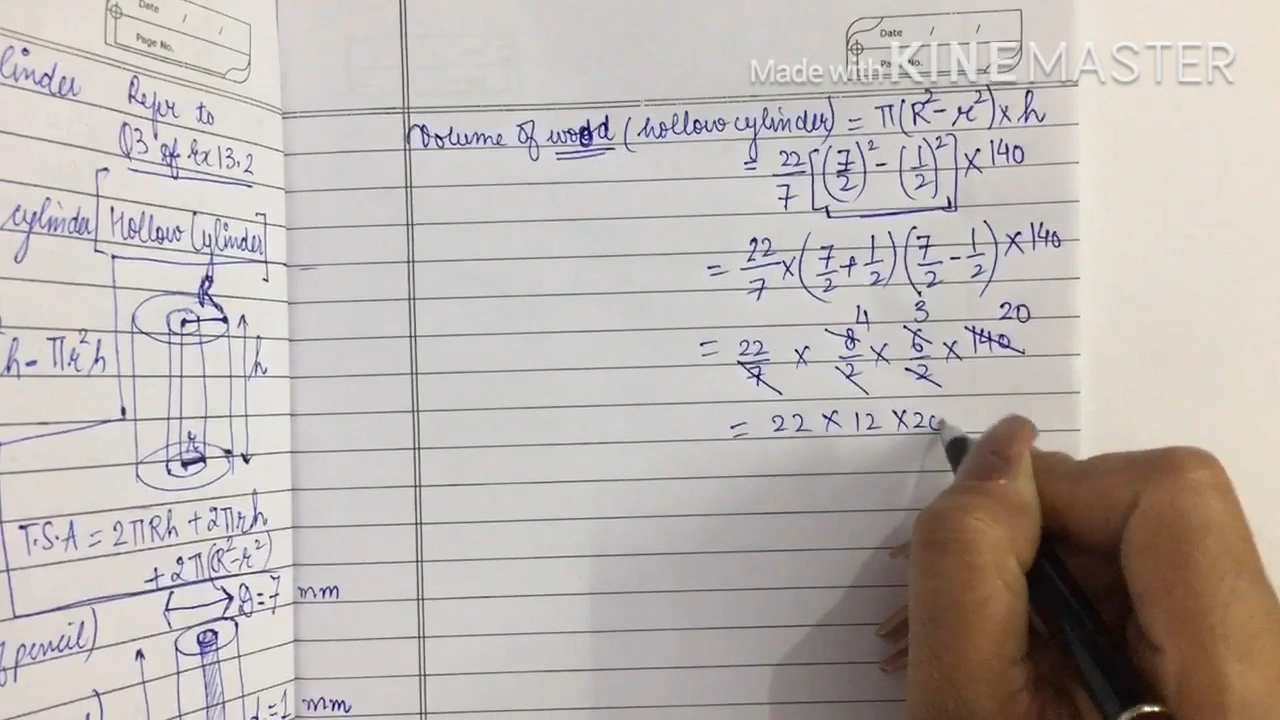 Date / /
Page No.
linder Refer to
Q3 of Ex 13.2
cylinder [Hollow Cylinder]
R
h - πr²h
h
r
T.S.A = 2πRh + 2πrh
+ 2π(R²-r²)
D=7 mm
pencil)
d=1 mm
Date / /
Page No.
Made with KINEMASTER
Volume of wood (hollow cylinder) = π(R²-r²)×h
= 22/7 [(7/2)² - (1/2)²] × 140
= 22/7 × (7/2 + 1/2) (7/2 - 1/2) × 140
4 3 20
= 22/7 × 8/2 × 6/2 × 140
= 22 × 12 × 20